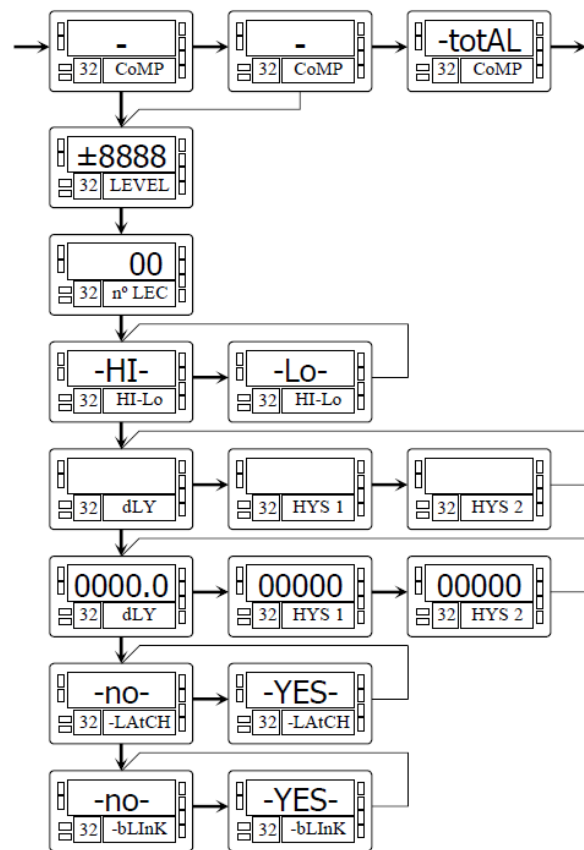 - - -totAL
32 CoMP 32 CoMP 32 CoMP
±8888
32 LEVEL
00
32 nº LEC
-HI- -Lo-
32 HI-Lo 32 HI-Lo
32 dLY 32 HYS 1 32 HYS 2
0000.0 00000 00000
32 dLY 32 HYS 1 32 HYS 2
-no- -YES-
32 -LAtCH 32 -LAtCH
-no- -YES-
32 -bLInK 32 -bLInK